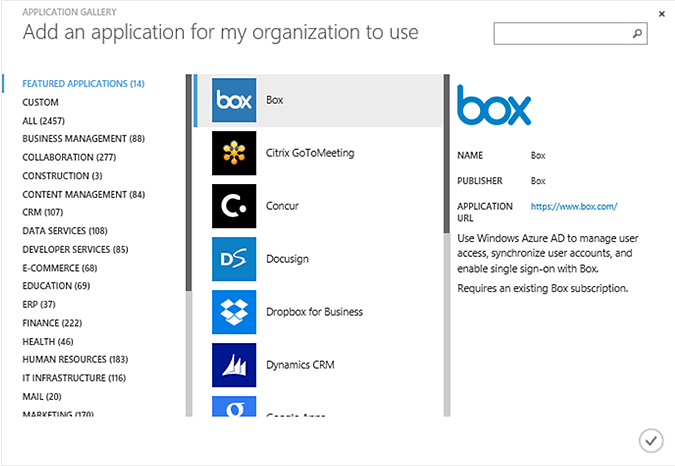 APPLICATION GALLERY
Add an application for my organization to use
FEATURED APPLICATIONS (14)
CUSTOM
ALL (2457)
BUSINESS MANAGEMENT (88)
COLLABORATION (277)
CONSTRUCTION (3)
CONTENT MANAGEMENT (84)
CRM (107)
DATA SERVICES (108)
DEVELOPER SERVICES (85)
E-COMMERCE (68)
EDUCATION (69)
ERP (37)
FINANCE (222)
HEALTH (46)
HUMAN RESOURCES (183)
IT INFRASTRUCTURE (116)
MAIL (20)
MARKETING (170)
box
Box
Citrix GoToMeeting
C.
Concur
DS
Docusign
Dropbox for Business
Dynamics CRM
g
Google Apps
box
NAME Box
PUBLISHER Box
APPLICATION URL https://www.box.com/
Use Windows Azure AD to manage user
access, synchronize user accounts, and
enable single sign-on with Box.
Requires an existing Box subscription.